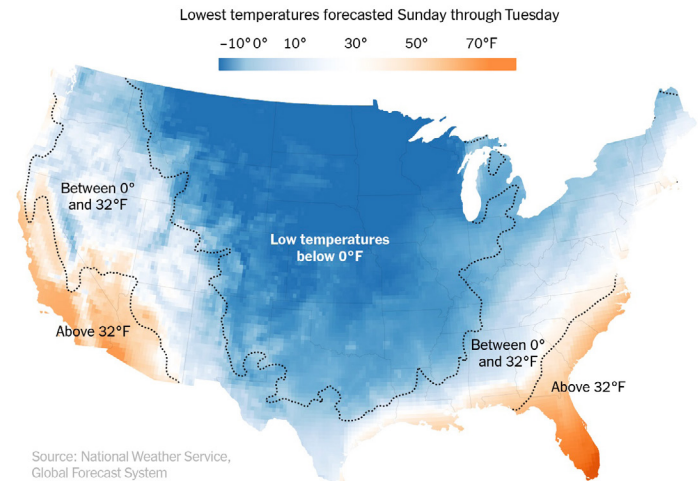 Lowest temperatures forecasted Sunday through Tuesday
−10° 0° 10° 30° 50° 70°F
Between 0°
and 32°F
Low temperatures
below 0°F
Above 32°F
Between 0°
and 32°F
Above 32°F
Source: National Weather Service,
Global Forecast System